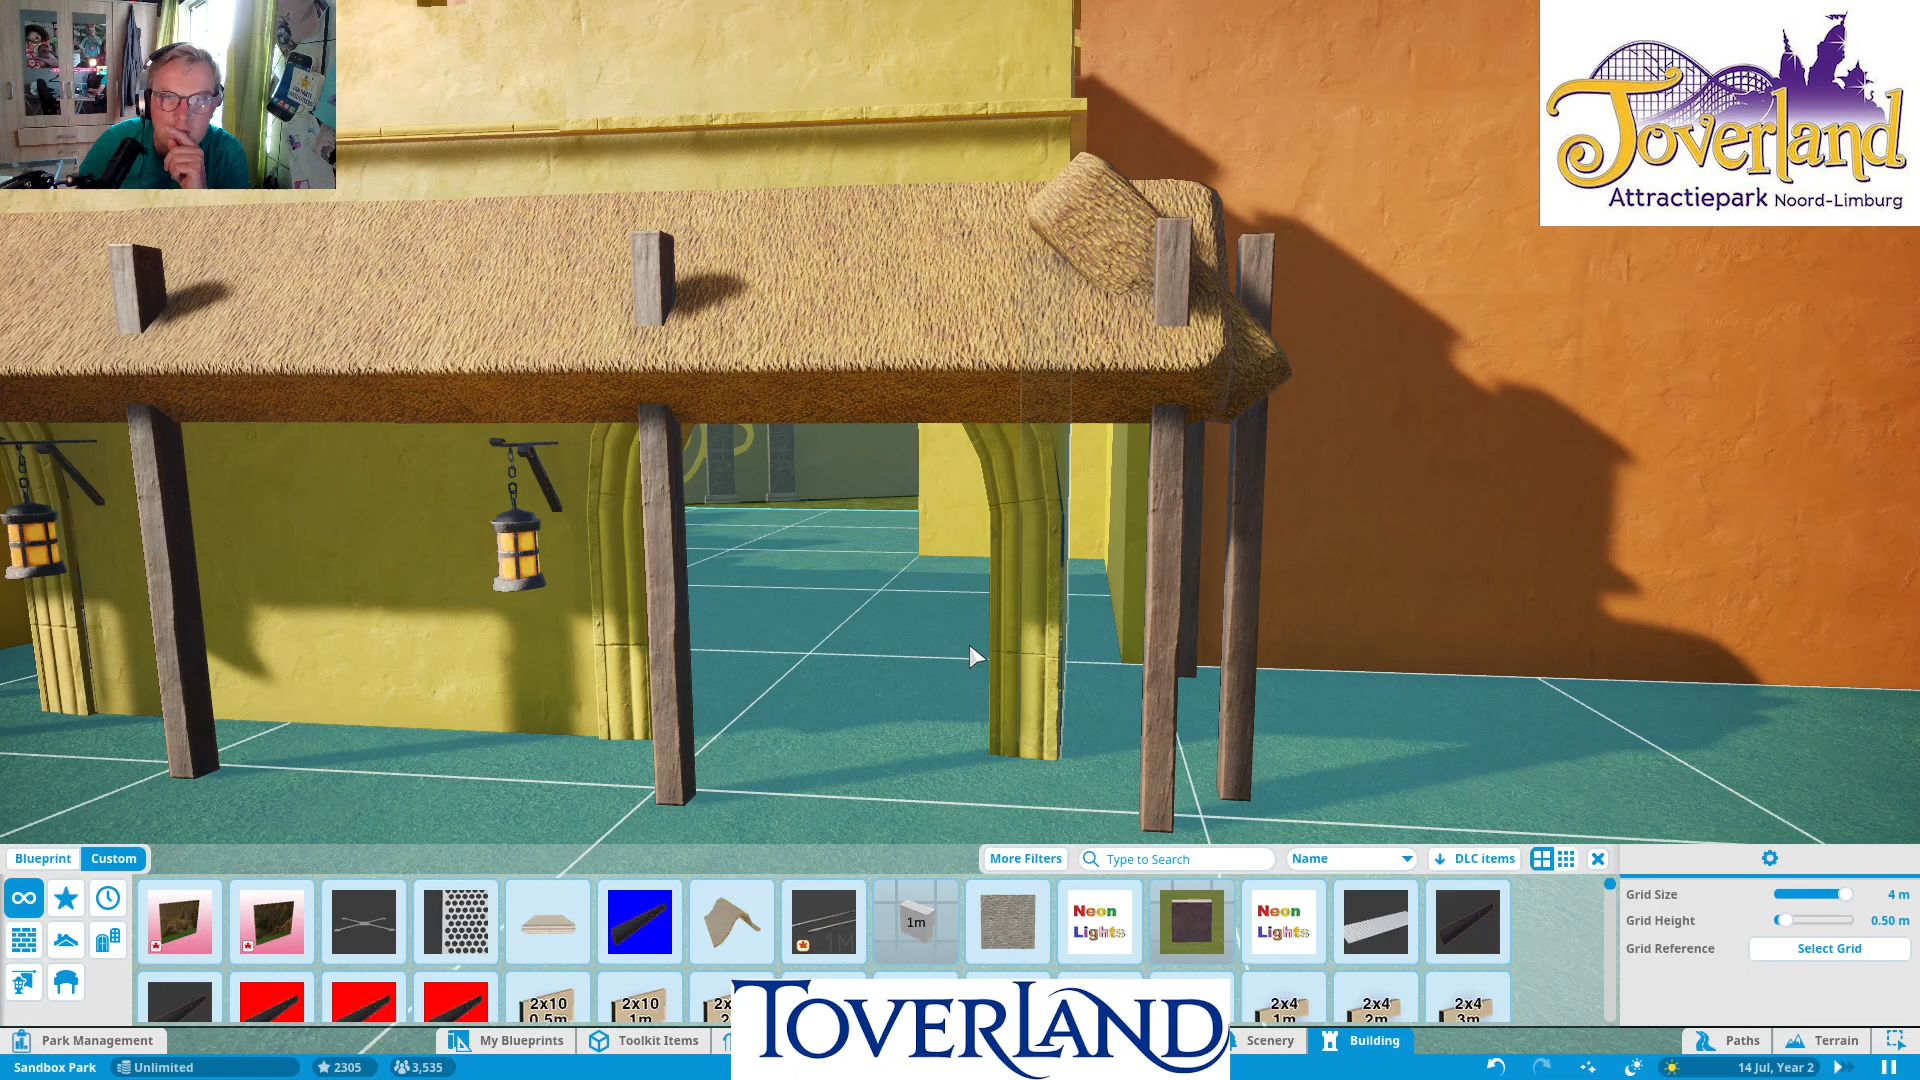 Toverland
Attractiepark Noord-Limburg
Blueprint
Custom
More Filters
Type to Search
Name
DLC items
1m
Neon
Lights
Neon
Lights
1M
2x10
0.5m
2x10
1m
2x4
1m
2x4
2m
2x4
3m
Grid Size
4 m
Grid Height
0.50 m
Grid Reference
Select Grid
TOVERLAND
Park Management
My Blueprints
Toolkit Items
Scenery
Building
Paths
Terrain
Sandbox Park
Unlimited
2305
3,535
14 Jul, Year 2